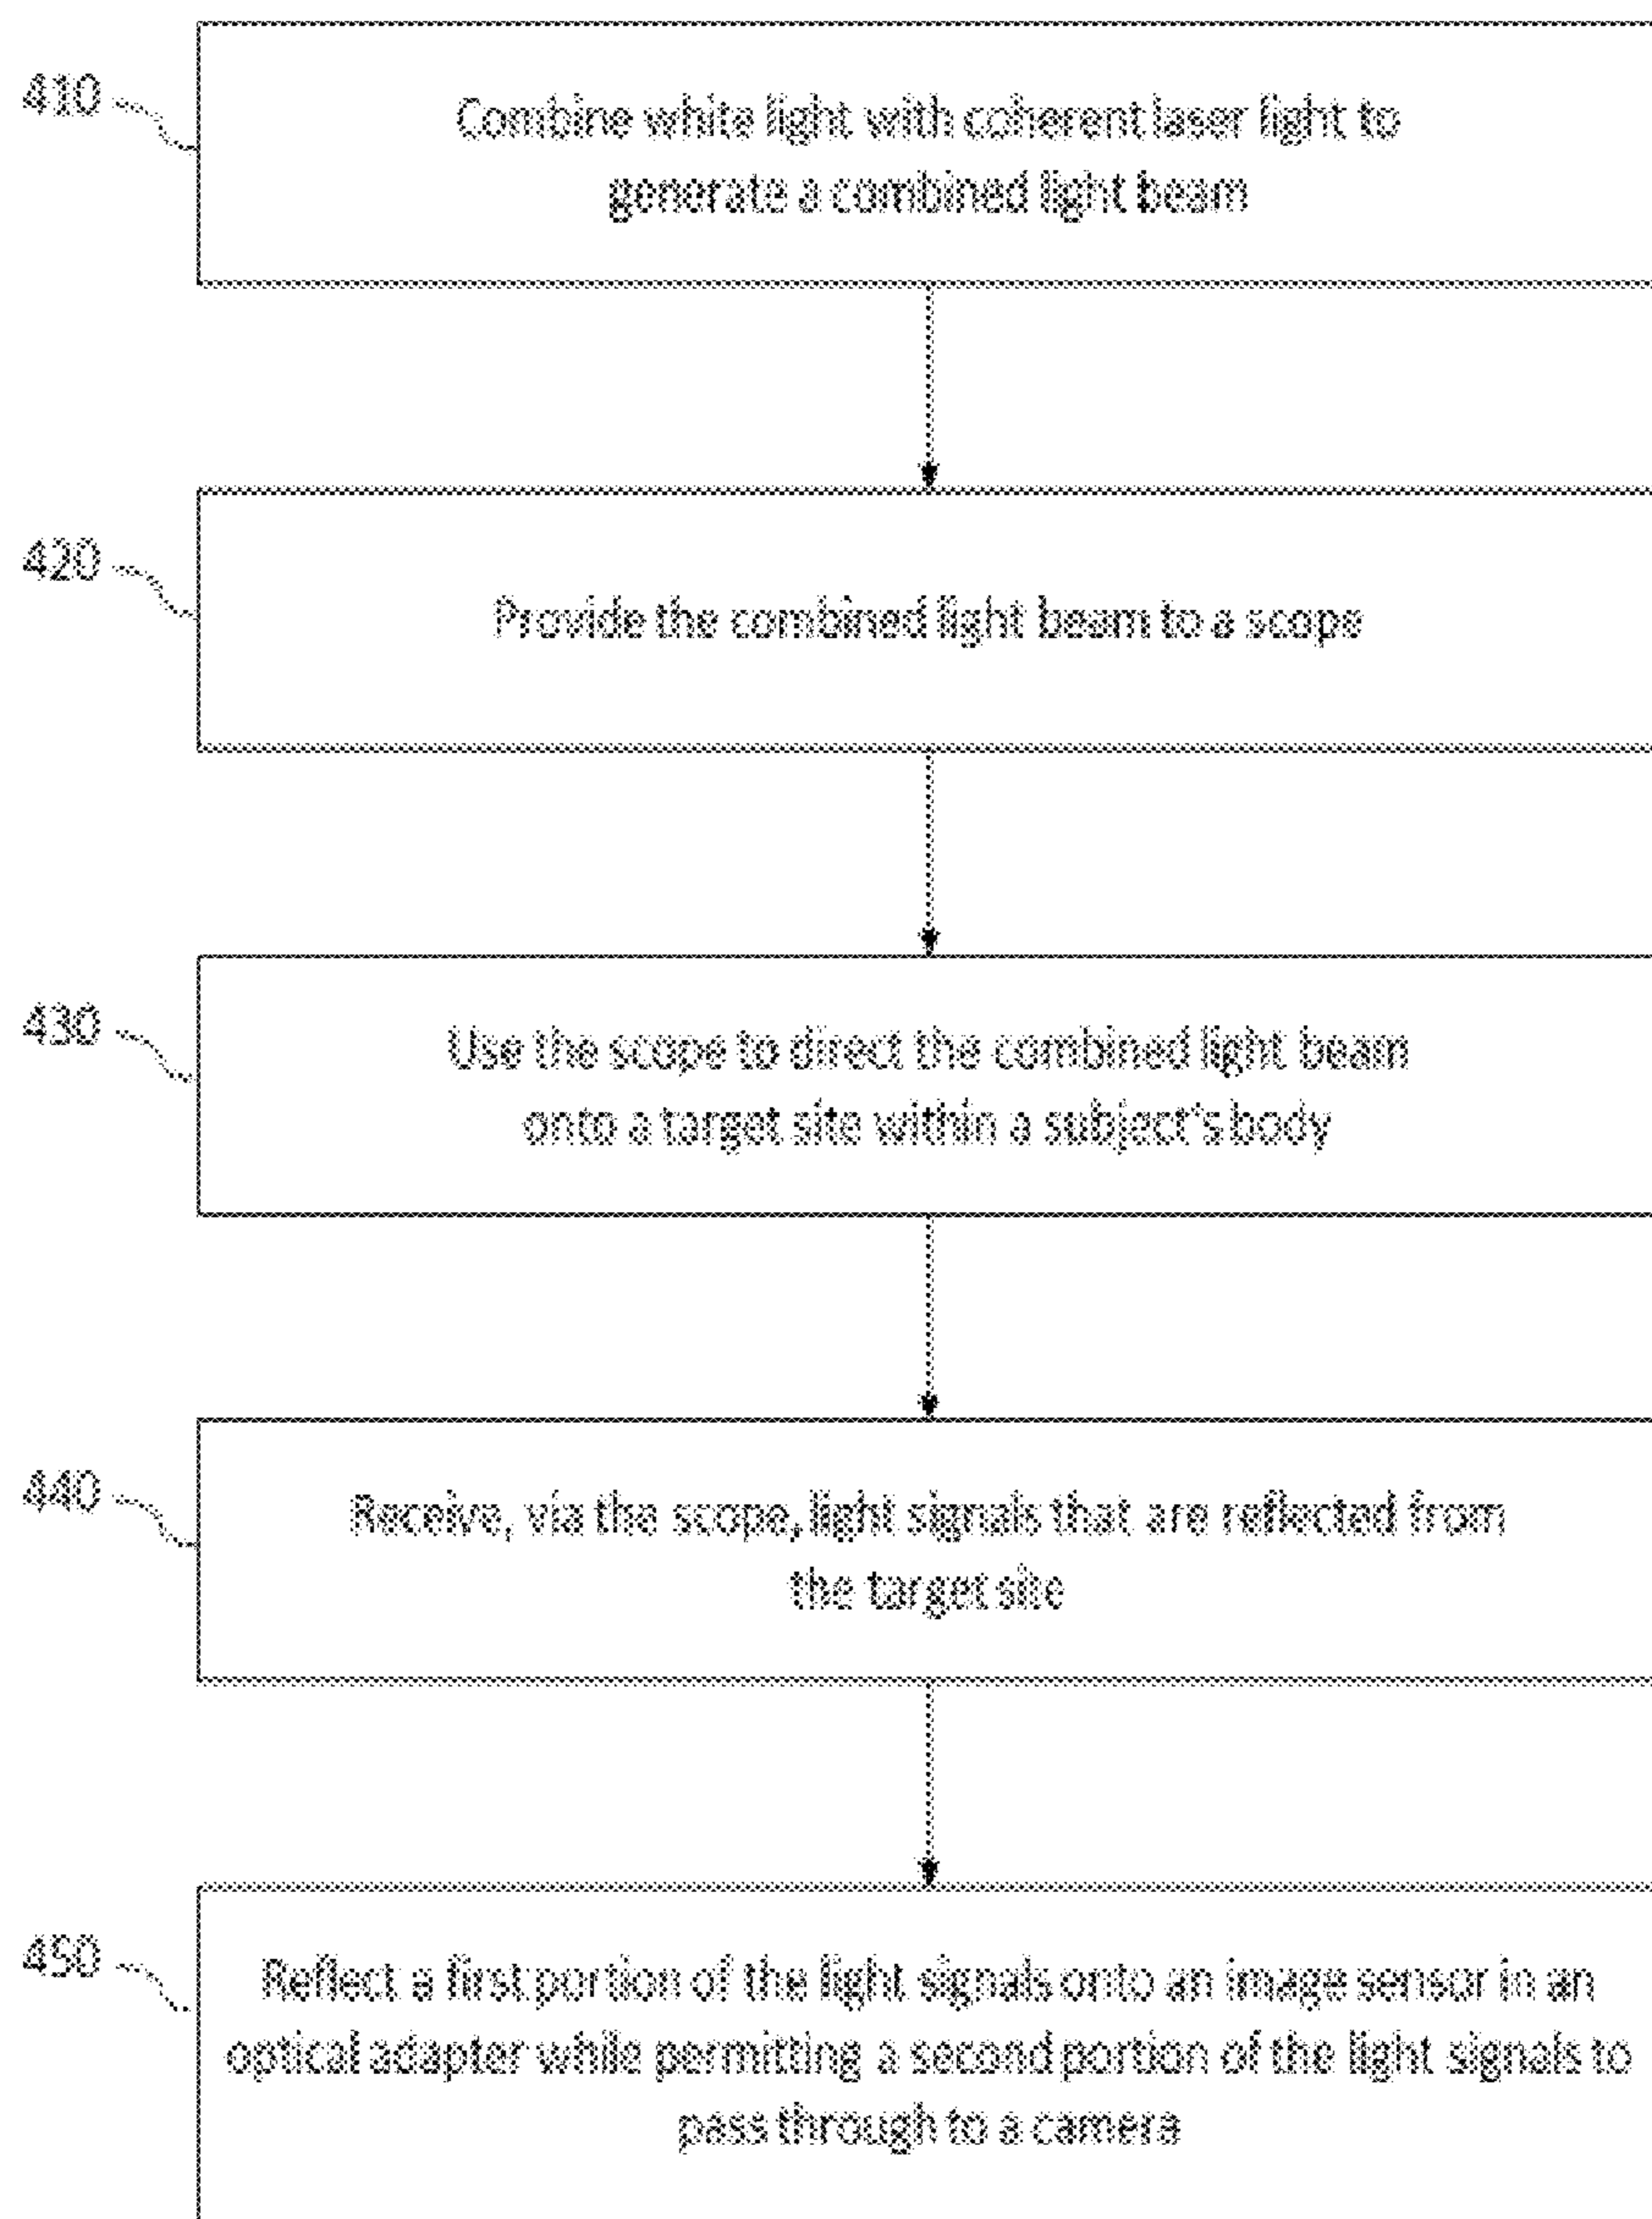 410
Combine white light with coherent laser light to
generate a combined light beam
420
Provide the combined light beam to a scope
430
Use the scope to direct the combined light beam
onto a target site within a subject's body
440
Receive, via the scope, light signals that are reflected from
the target site
450
Reflect a first portion of the light signals onto an image sensor in an
optical adapter while permitting a second portion of the light signals to
pass through to a camera